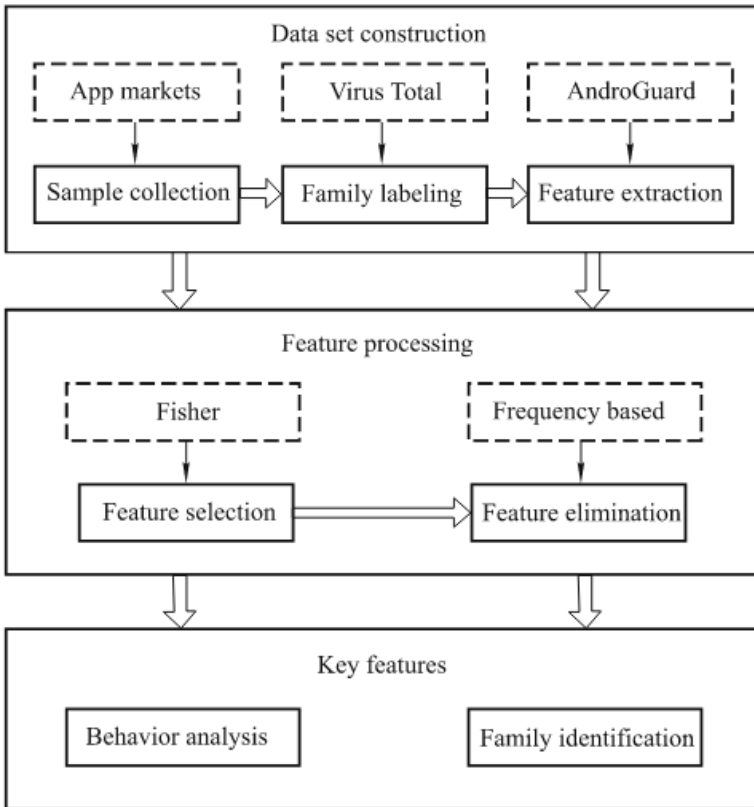 Data set construction
App markets
Virus Total
AndroGuard
Sample collection
Family labeling
Feature extraction
Feature processing
Fisher
Frequency based
Feature selection
Feature elimination
Key features
Behavior analysis
Family identification